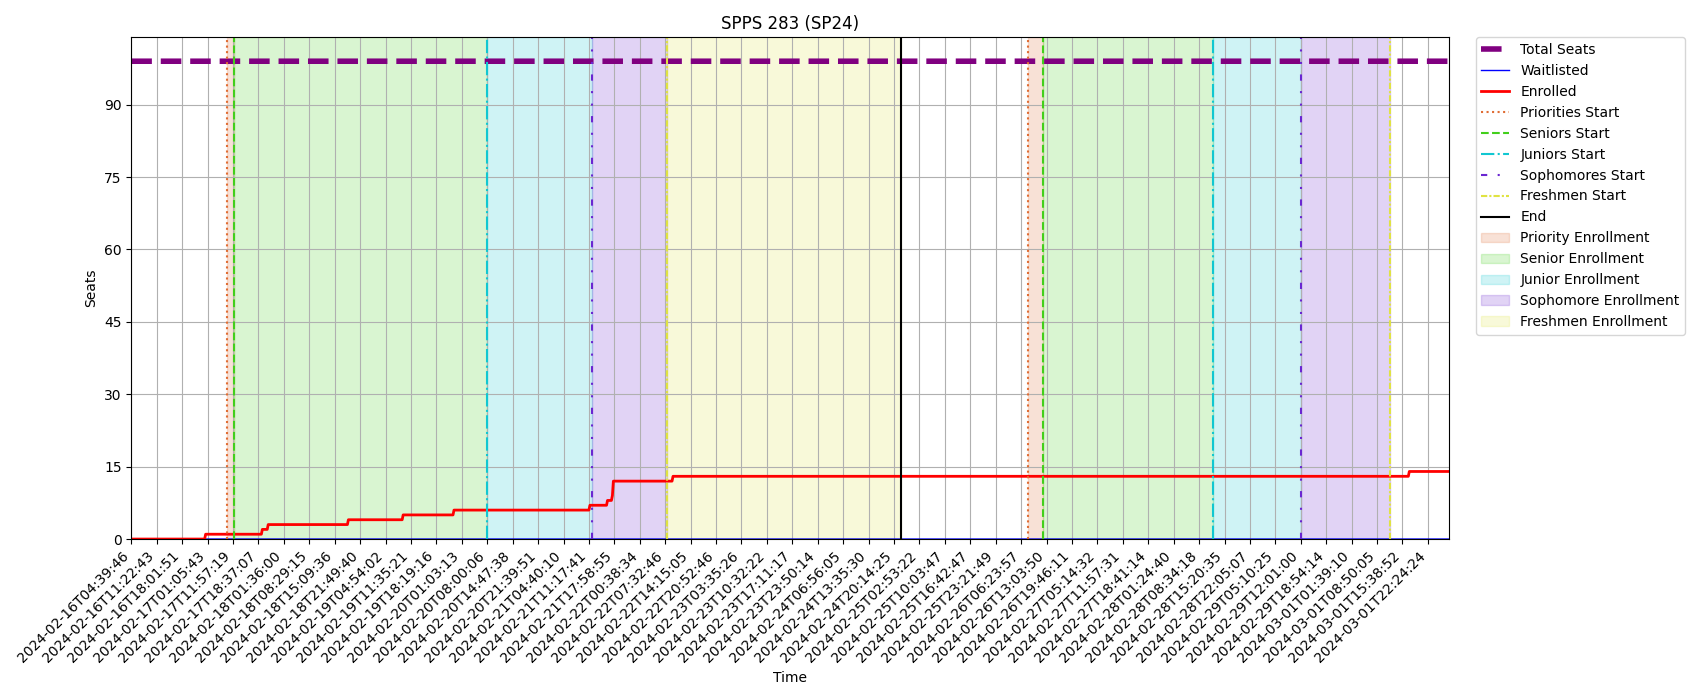 SPPS 283 (SP24)
Seats
90
75
60
45
30
15
0
2024-02-16T04:39:46
2024-02-16T11:22:43
2024-02-16T18:01:51
2024-02-17T01:05:43
2024-02-17T11:57:19
2024-02-17T18:37:07
2024-02-18T01:36:00
2024-02-18T08:29:15
2024-02-18T15:09:36
2024-02-18T21:49:40
2024-02-19T04:54:02
2024-02-19T11:35:21
2024-02-19T18:19:16
2024-02-20T01:03:13
2024-02-20T08:00:06
2024-02-20T14:47:38
2024-02-20T21:39:51
2024-02-21T04:40:10
2024-02-21T11:17:41
2024-02-21T17:58:55
2024-02-22T00:38:34
2024-02-22T07:32:46
2024-02-22T14:15:05
2024-02-22T20:52:46
2024-02-23T03:35:26
2024-02-23T10:32:22
2024-02-23T17:11:17
2024-02-23T23:50:14
2024-02-24T06:56:05
2024-02-24T13:35:30
2024-02-24T20:14:25
2024-02-25T02:53:22
2024-02-25T10:03:47
2024-02-25T16:42:47
2024-02-25T23:21:49
2024-02-26T06:23:57
2024-02-26T13:03:50
2024-02-26T19:46:11
2024-02-27T05:14:32
2024-02-27T11:57:31
2024-02-27T18:41:14
2024-02-28T01:24:40
2024-02-28T08:34:18
2024-02-28T15:20:35
2024-02-28T22:05:07
2024-02-29T05:10:25
2024-02-29T12:01:00
2024-02-29T18:54:14
2024-03-01T01:39:10
2024-03-01T08:50:05
2024-03-01T15:38:52
2024-03-01T22:24:24
Time
Total Seats
Waitlisted
Enrolled
Priorities Start
Seniors Start
Juniors Start
Sophomores Start
Freshmen Start
End
Priority Enrollment
Senior Enrollment
Junior Enrollment
Sophomore Enrollment
Freshmen Enrollment